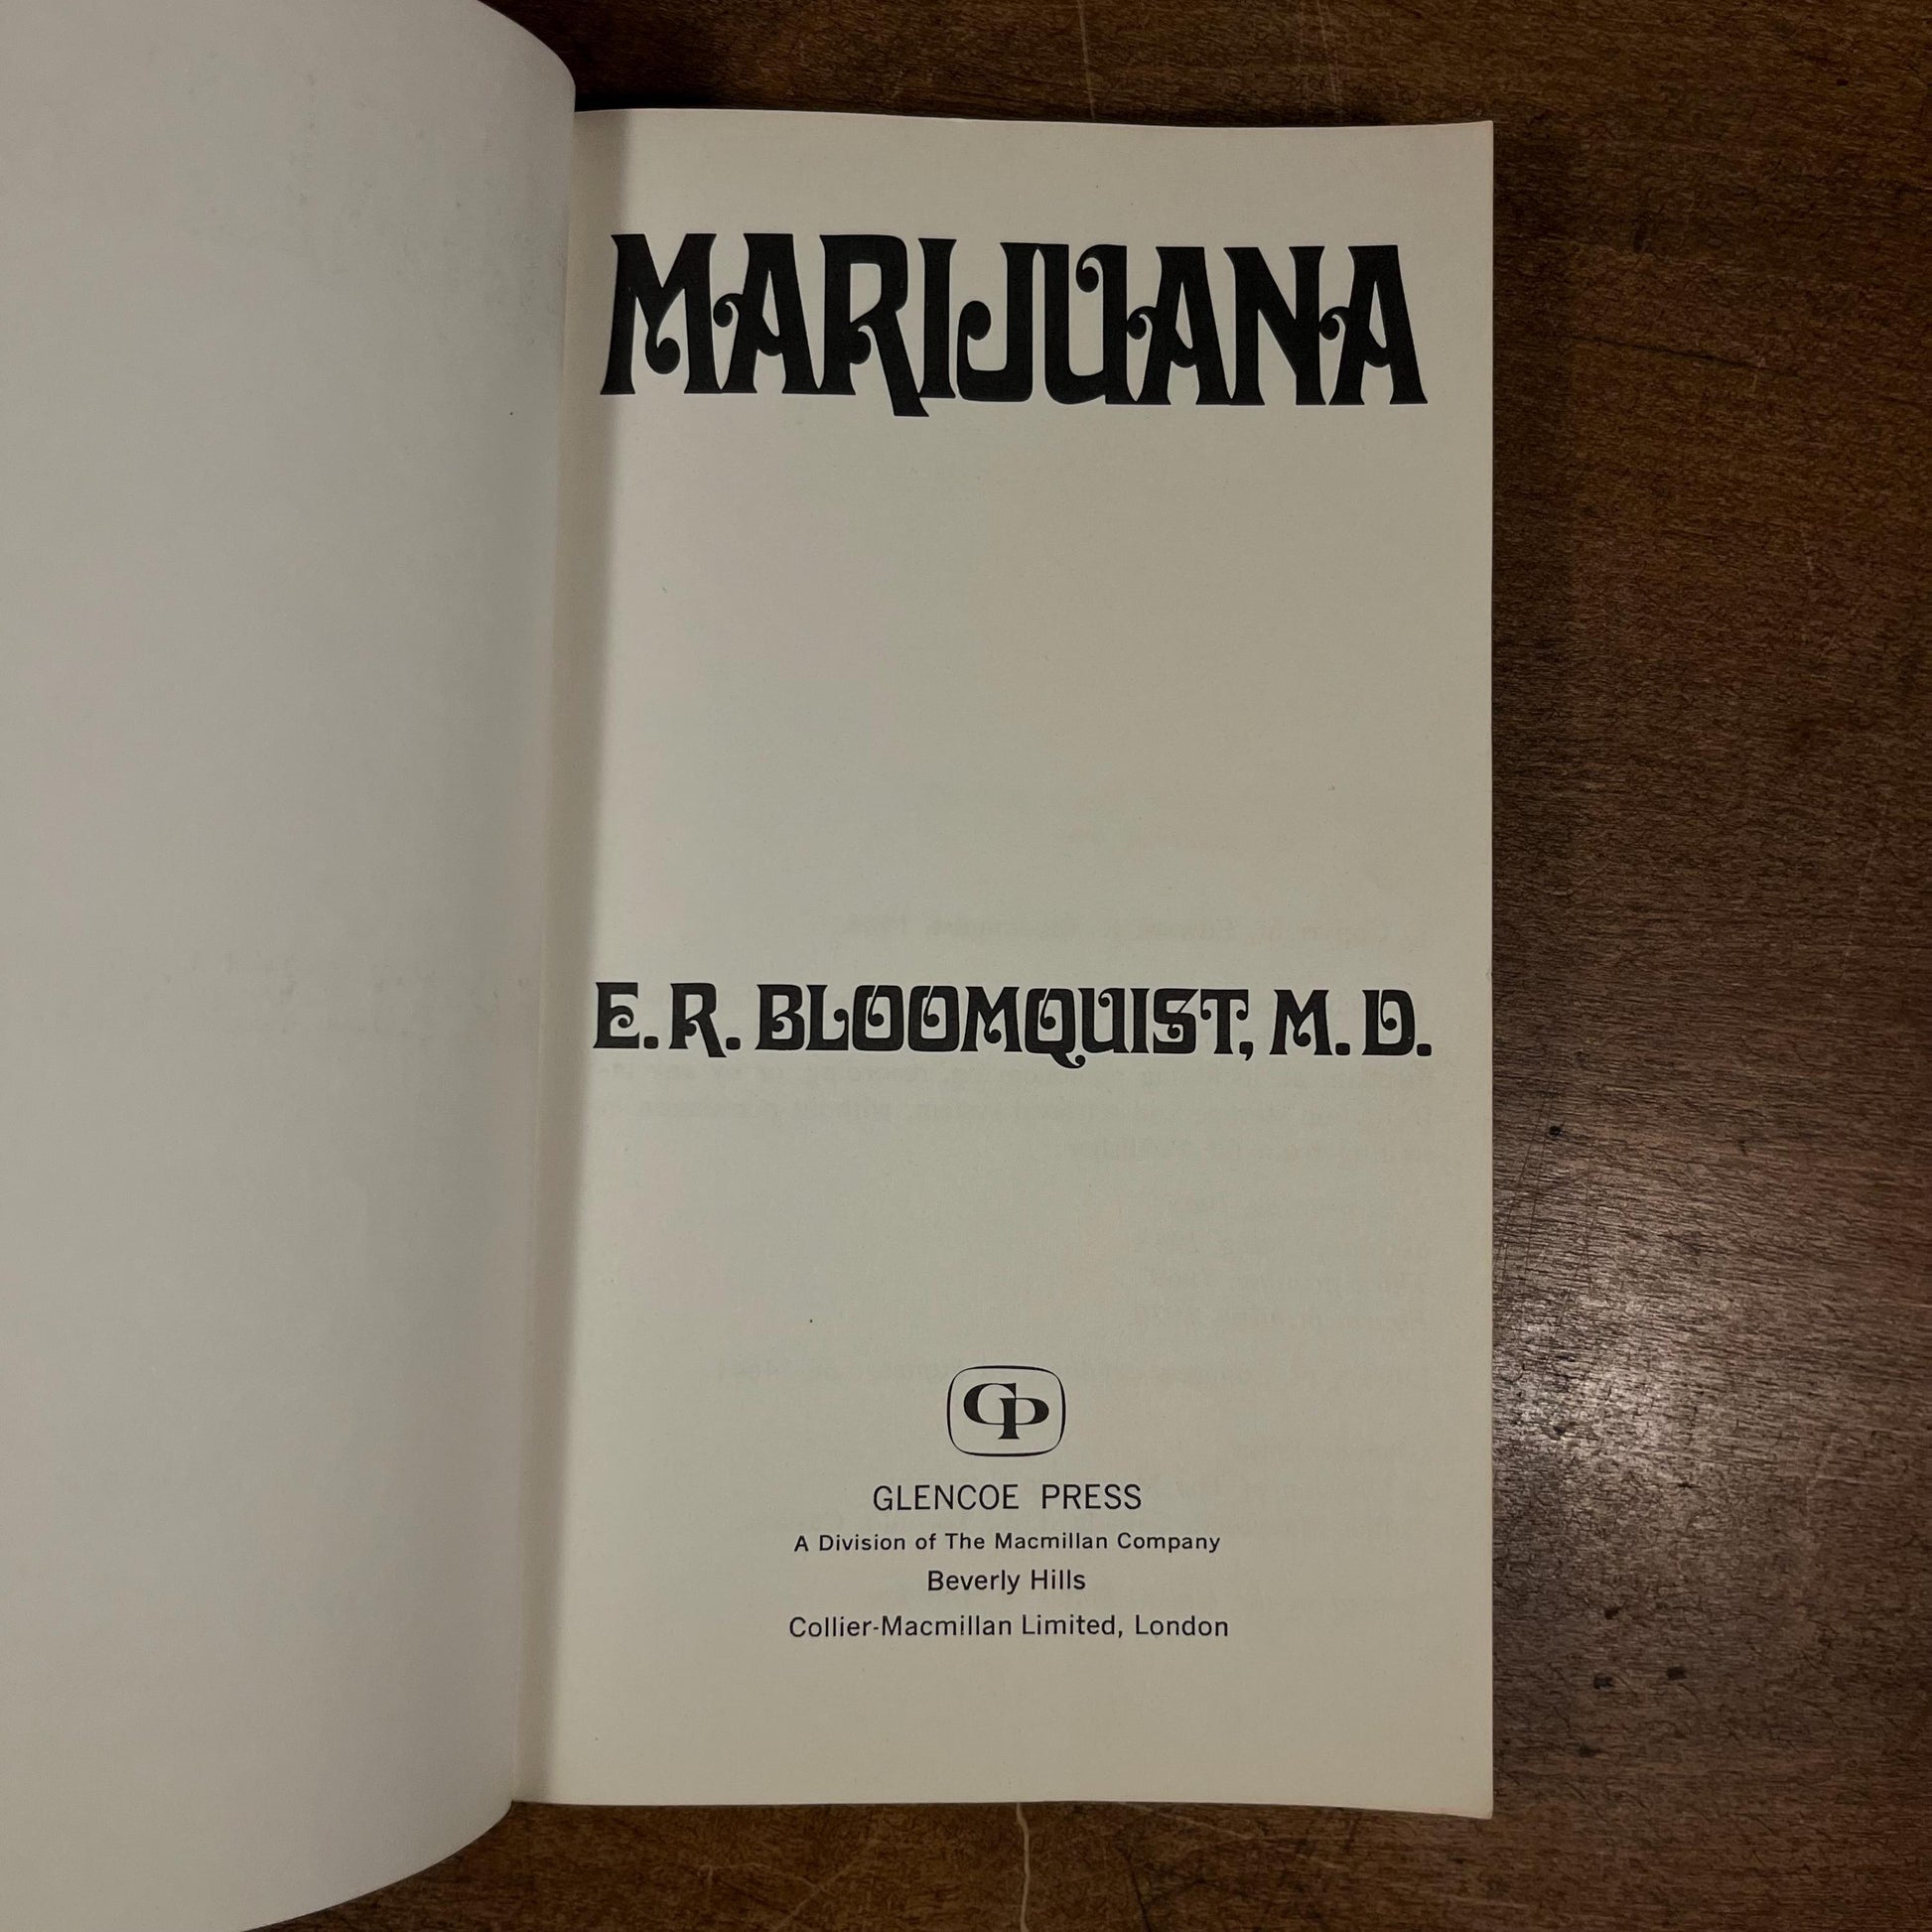 MARIJUANA
E. R. BLOOMQUIST, M. D.
GP
GLENCOE PRESS
A Division of The Macmillan Company
Beverly Hills
Collier-Macmillan Limited, London